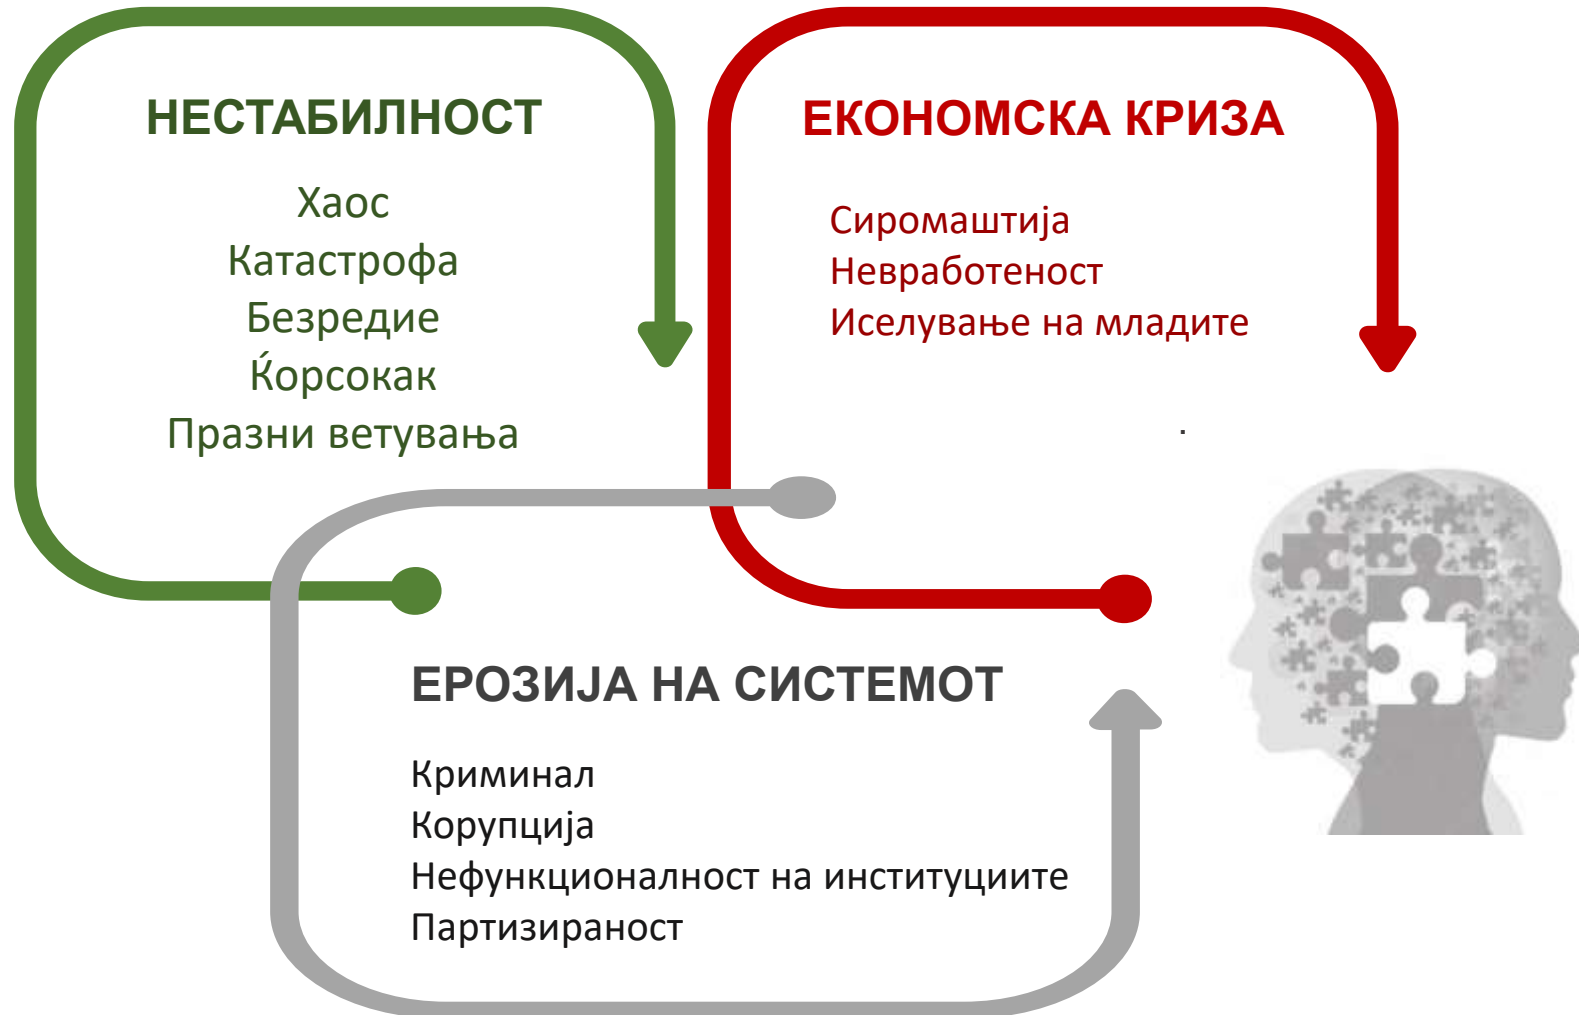 НЕСТАБИЛНОСТ
Хаос
Катастрофа
Безредие
Ќорсокак
Празни ветувања
ЕКОНОМСКА КРИЗА
Сиромаштија
Невработеност
Иселување на младите
.
ЕРОЗИЈА НА СИСТЕМОТ
Криминал
Корупција
Нефункционалност на институциите
Партизираност